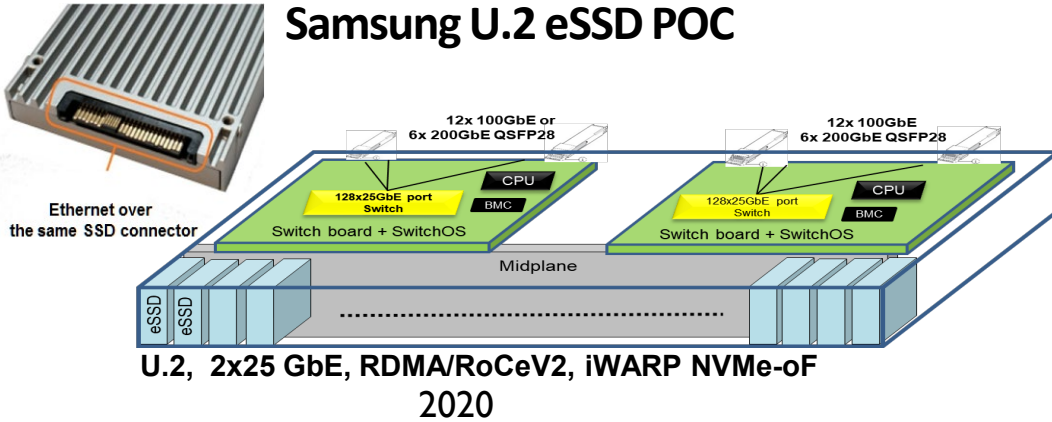 Samsung U.2 eSSD POC
Ethernet over
the same SSD connector
12x 100GbE or
6x 200GbE QSFP28
128x25GbE port
Switch
CPU
BMC
Switch board + SwitchOS
12x 100GbE
6x 200GbE QSFP28
128x25GbE port
Switch
CPU
BMC
Switch board + SwitchOS
Midplane
eSSD
eSSD
U.2, 2x25 GbE, RDMA/RoCeV2, iWARP NVMe-oF
2020